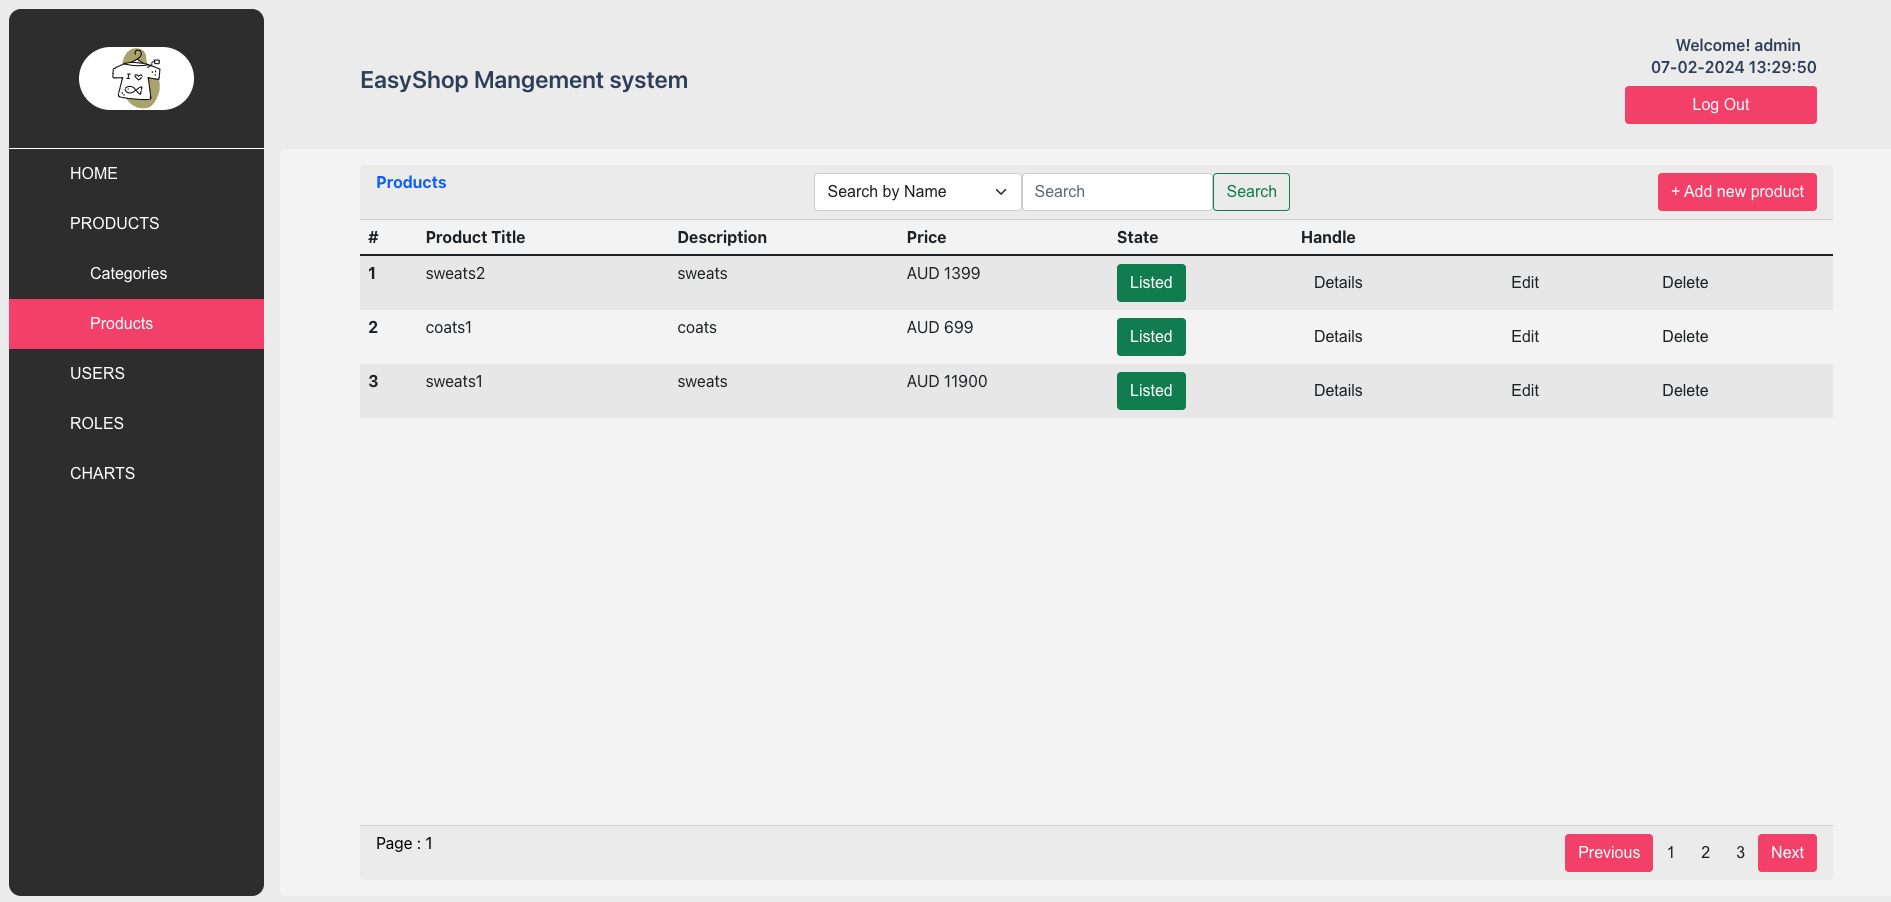 I
HOME
PRODUCTS
Categories
Products
USERS
ROLES
CHARTS
EasyShop Mangement system
Welcome! admin
07-02-2024 13:29:50
Log Out
Products
Search by Name
Search
Search
+ Add new product
# Product Title Description Price State Handle
1 sweats2 sweats AUD 1399 Listed Details Edit Delete
2 coats1 coats AUD 699 Listed Details Edit Delete
3 sweats1 sweats AUD 11900 Listed Details Edit Delete
Page : 1
Previous 1 2 3 Next